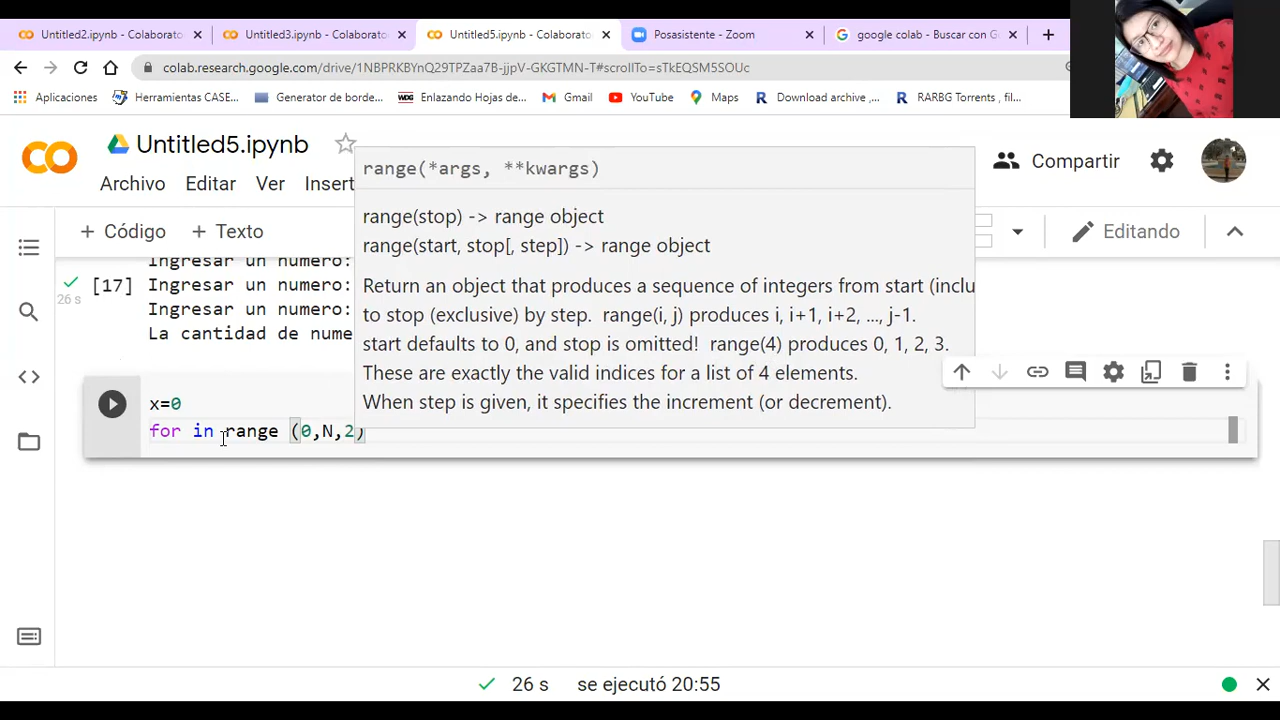 Untitled2.ipynb - Colaborato
Untitled3.ipynb - Colaborato
Untitled5.ipynb - Colaborato
Posasistente - Zoom
google colab - Buscar con G
colab.research.google.com/drive/1NBPRKBPnQ29TPZaa7B-jjpV-GKGTMN-T#scrollTo=sTkEQSM5SOUc
Aplicaciones
Herramientas CASE...
Generador de borde...
Enlazando Hojas de...
Gmail
YouTube
Maps
Download archive ,...
RARBG Torrents , fil...
CO
Untitled5.ipynb
Archivo Editar Ver Insert
Compartir
range(*args, **kwargs)
range(stop) -> range object
range(start, stop[, step]) -> range object
Return an object that produces a sequence of integers from start (inclu
to stop (exclusive) by step. range(i, j) produces i, i+1, i+2, ..., j-1.
start defaults to 0, and stop is omitted! range(4) produces 0, 1, 2, 3.
These are exactly the valid indices for a list of 4 elements.
When step is given, it specifies the increment (or decrement).
+ Código + Texto
Editando
Ingresar un numero:
[17] Ingresar un numero:
26 s
Ingresar un numero:
La cantidad de nume
x=0
for in range (0,N,2)
26 s se ejecutó 20:55